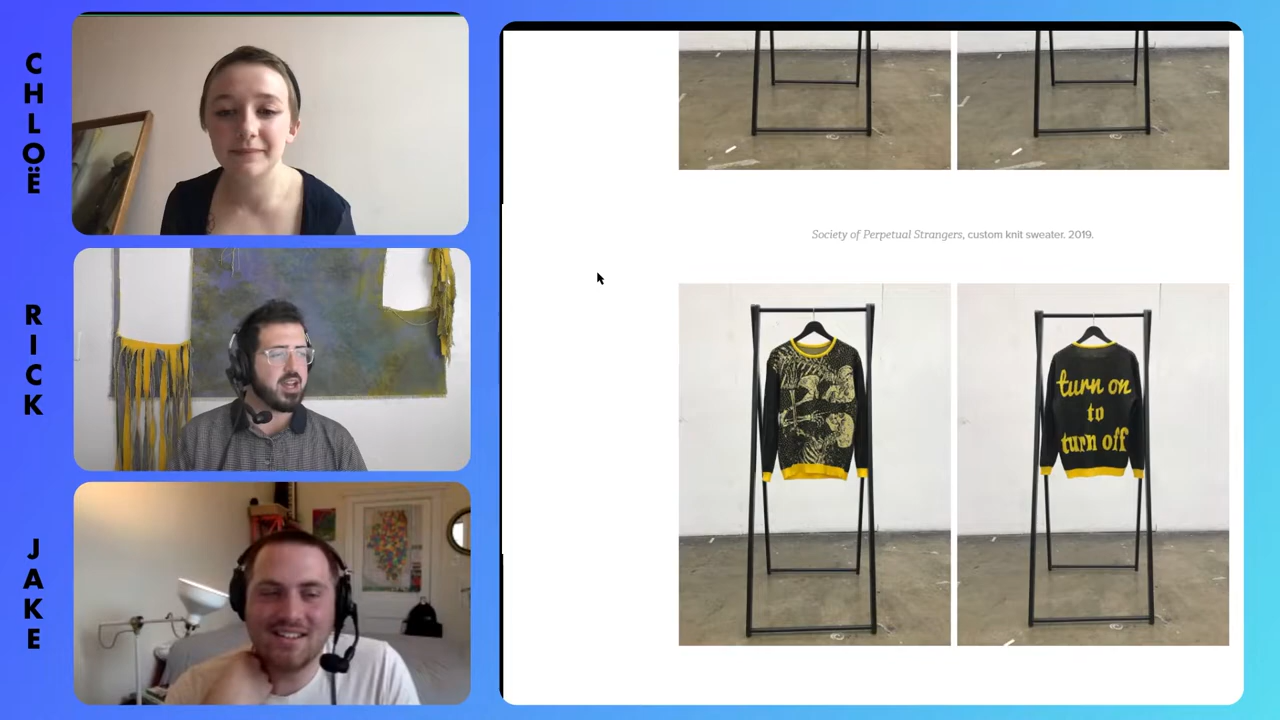 CHLOË
RICK
JAKE
Society of Perpetual Strangers, custom knit sweater. 2019.
turn on
to
turn off